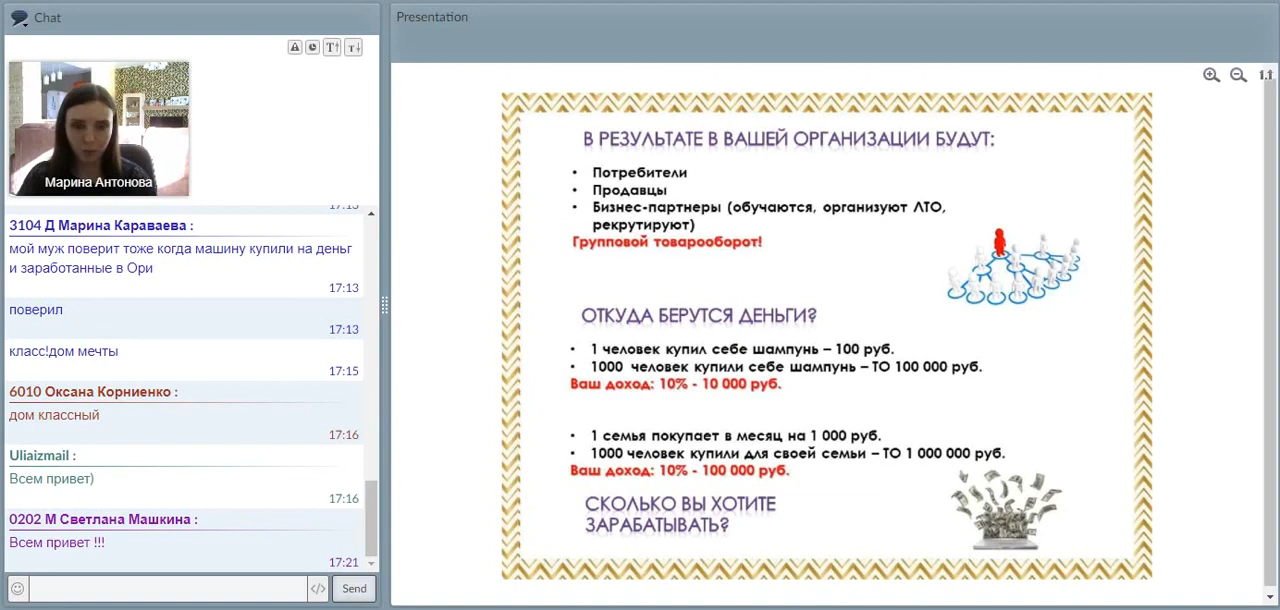 Chat
T↑
T↓
Марина Антонова
17:13
3104 Д Марина Караваева :
мой муж поверит тоже когда машину купили на деньг
и заработанные в Ори
17:13
поверил
17:13
класс!дом мечты
17:15
6010 Оксана Корниенко :
дом классный
17:16
Uliaizmail :
Всем привет)
17:16
0202 М Светлана Машкина :
Всем привет !!!
17:21
Send
Presentation
1:1
В РЕЗУЛЬТАТЕ В ВАШЕЙ ОРГАНИЗАЦИИ БУДУТ:
• Потребители
• Продавцы
• Бизнес-партнеры (обучаются, организуют ЛТО,
рекрутируют)
Групповой товарооборот!
ОТКУДА БЕРУТСЯ ДЕНЬГИ?
• 1 человек купил себе шампунь – 100 руб.
• 1000 человек купили себе шампунь – ТО 100 000 руб.
Ваш доход: 10% - 10 000 руб.
• 1 семья покупает в месяц на 1 000 руб.
• 1000 человек купили для своей семьи – ТО 1 000 000 руб.
Ваш доход: 10% - 100 000 руб.
СКОЛЬКО ВЫ ХОТИТЕ
ЗАРАБАТЫВАТЬ?